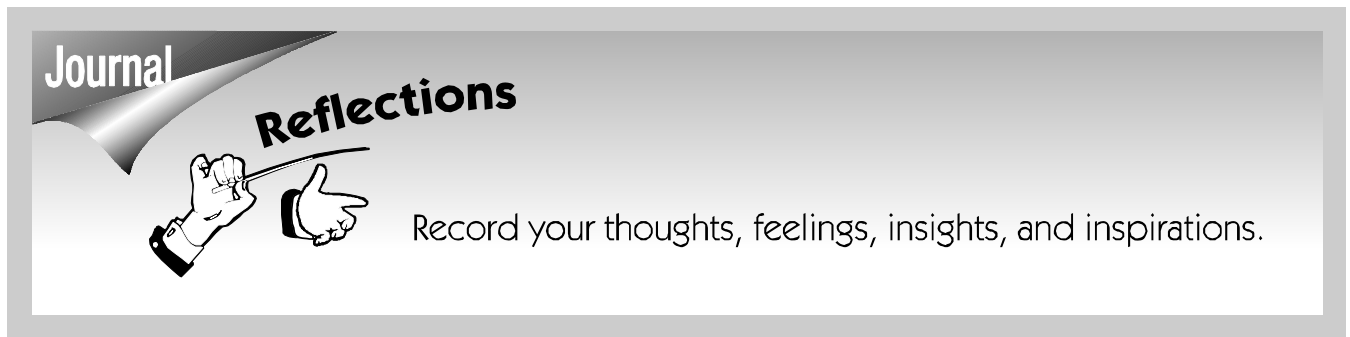 Journal
Reflections
Record your thoughts, feelings, insights, and inspirations.